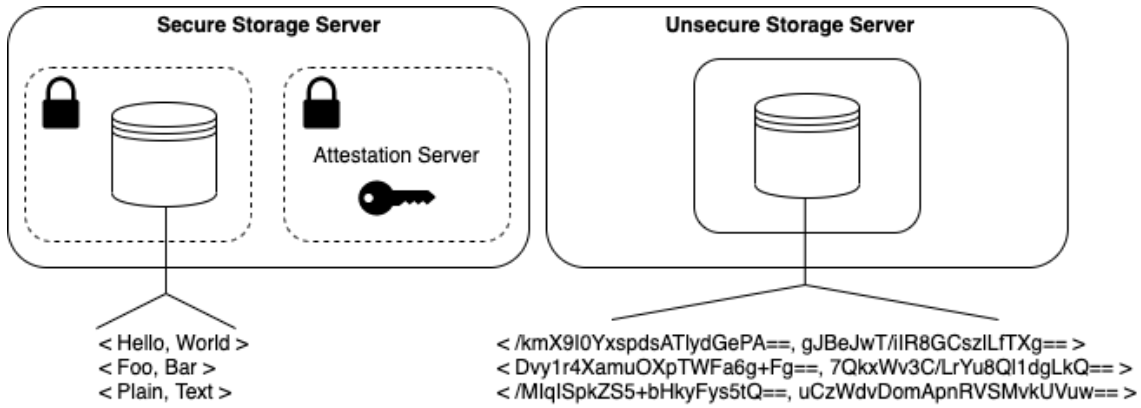 Secure Storage Server
Unsecure Storage Server
Attestation Server
< Hello, World >
< Foo, Bar >
< Plain, Text >
< /kmX9I0YxspdsATlydGePA==, gJBeJwT/iIR8GCszlLfTXg== >
< Dvy1r4XamuOXpTWFa6g+Fg==, 7QkxWv3C/LrYu8Ql1dgLkQ== >
< /MIqISpkZS5+bHkyFys5tQ==, uCzWdvDomApnRVSMvkUVuw== >